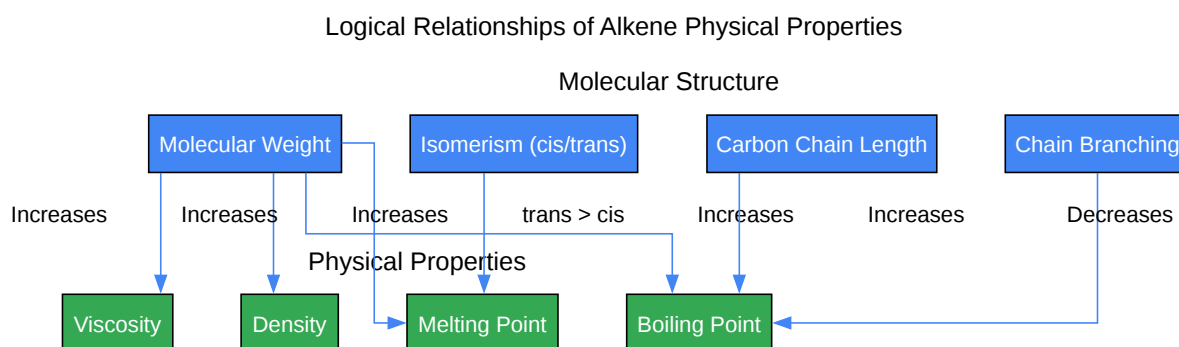 Logical Relationships of Alkene Physical Properties
Molecular Structure
Molecular Weight
Isomerism (cis/trans)
Carbon Chain Length
Chain Branching
Increases
Increases
Increases
trans > cis
Increases
Increases
Decreases
Physical Properties
Viscosity
Density
Melting Point
Boiling Point